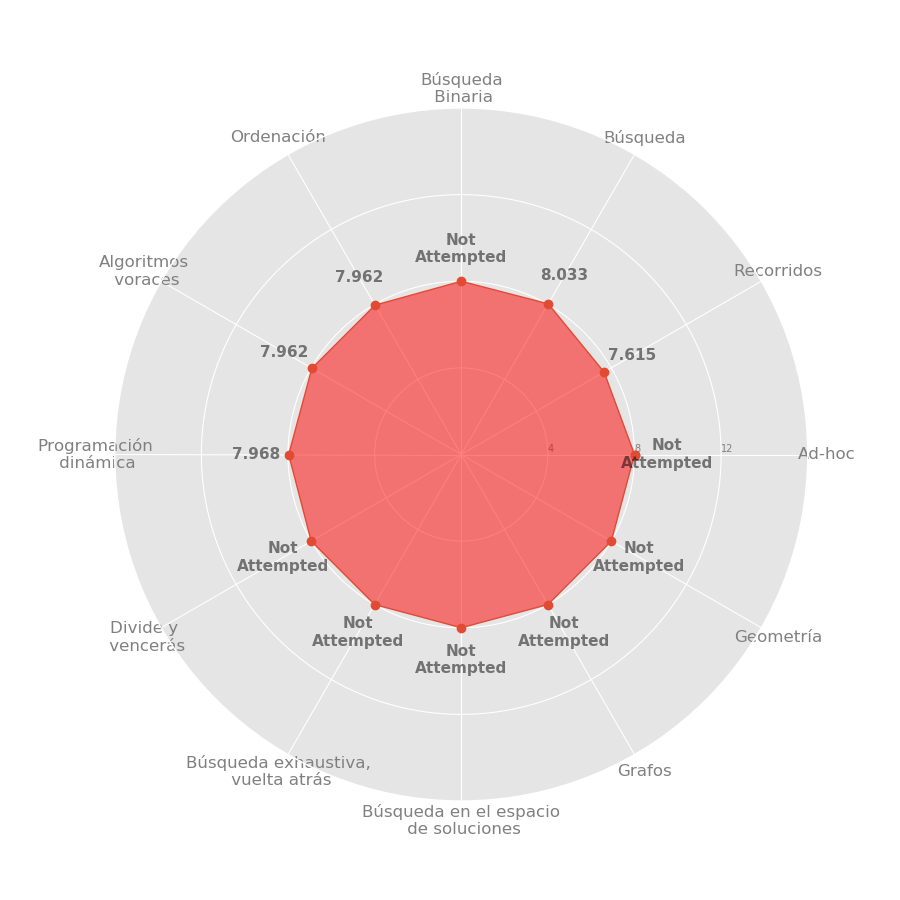 Búsqueda
Binaria
Ordenación
Búsqueda
Not
Attempted
Algoritmos
voraces
7.962
8.033
Recorridos
7.962
7.615
Programación
dinámica
7.968
4
8
Not
Attempted
12
Ad-hoc
Not
Attempted
Not
Attempted
Divide y
vencerás
Not
Attempted
Not
Attempted
Not
Attempted
Geometría
Búsqueda exhaustiva,
vuelta atrás
Grafos
Búsqueda en el espacio
de soluciones